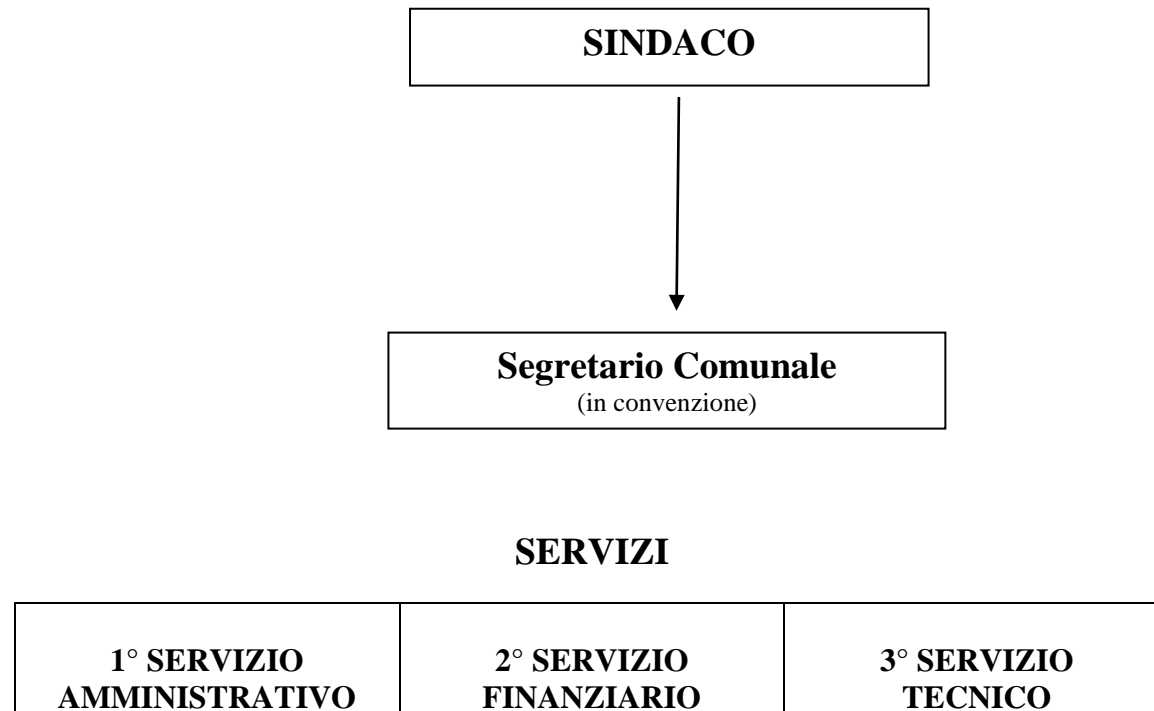 SINDACO
Segretario Comunale
(in convenzione)
SERVIZI
1° SERVIZIO
AMMINISTRATIVO
2° SERVIZIO
FINANZIARIO
3° SERVIZIO
TECNICO